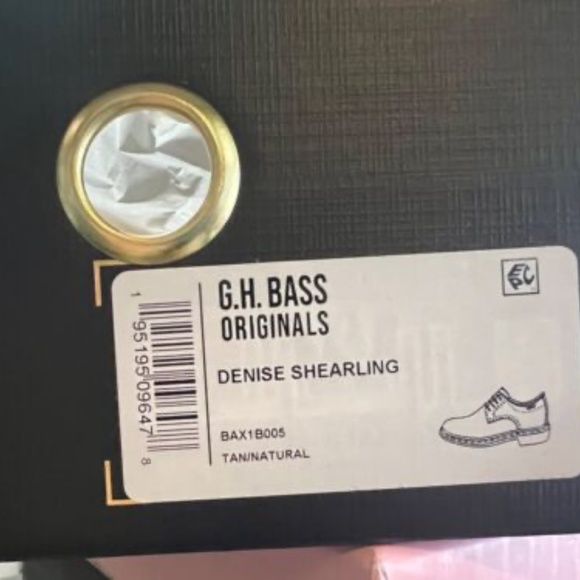 G.H. BASS
ORIGINALS
DENISE SHEARLING
BAX1B005
TAN/NATURAL
1 95195 09647 8